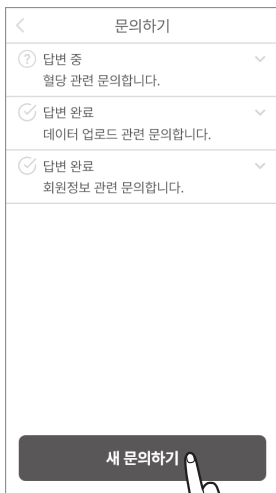 문의하기
답변 중
혈당 관련 문의합니다.
답변 완료
데이터 업로드 관련 문의합니다.
답변 완료
회원정보 관련 문의합니다.
새 문의하기